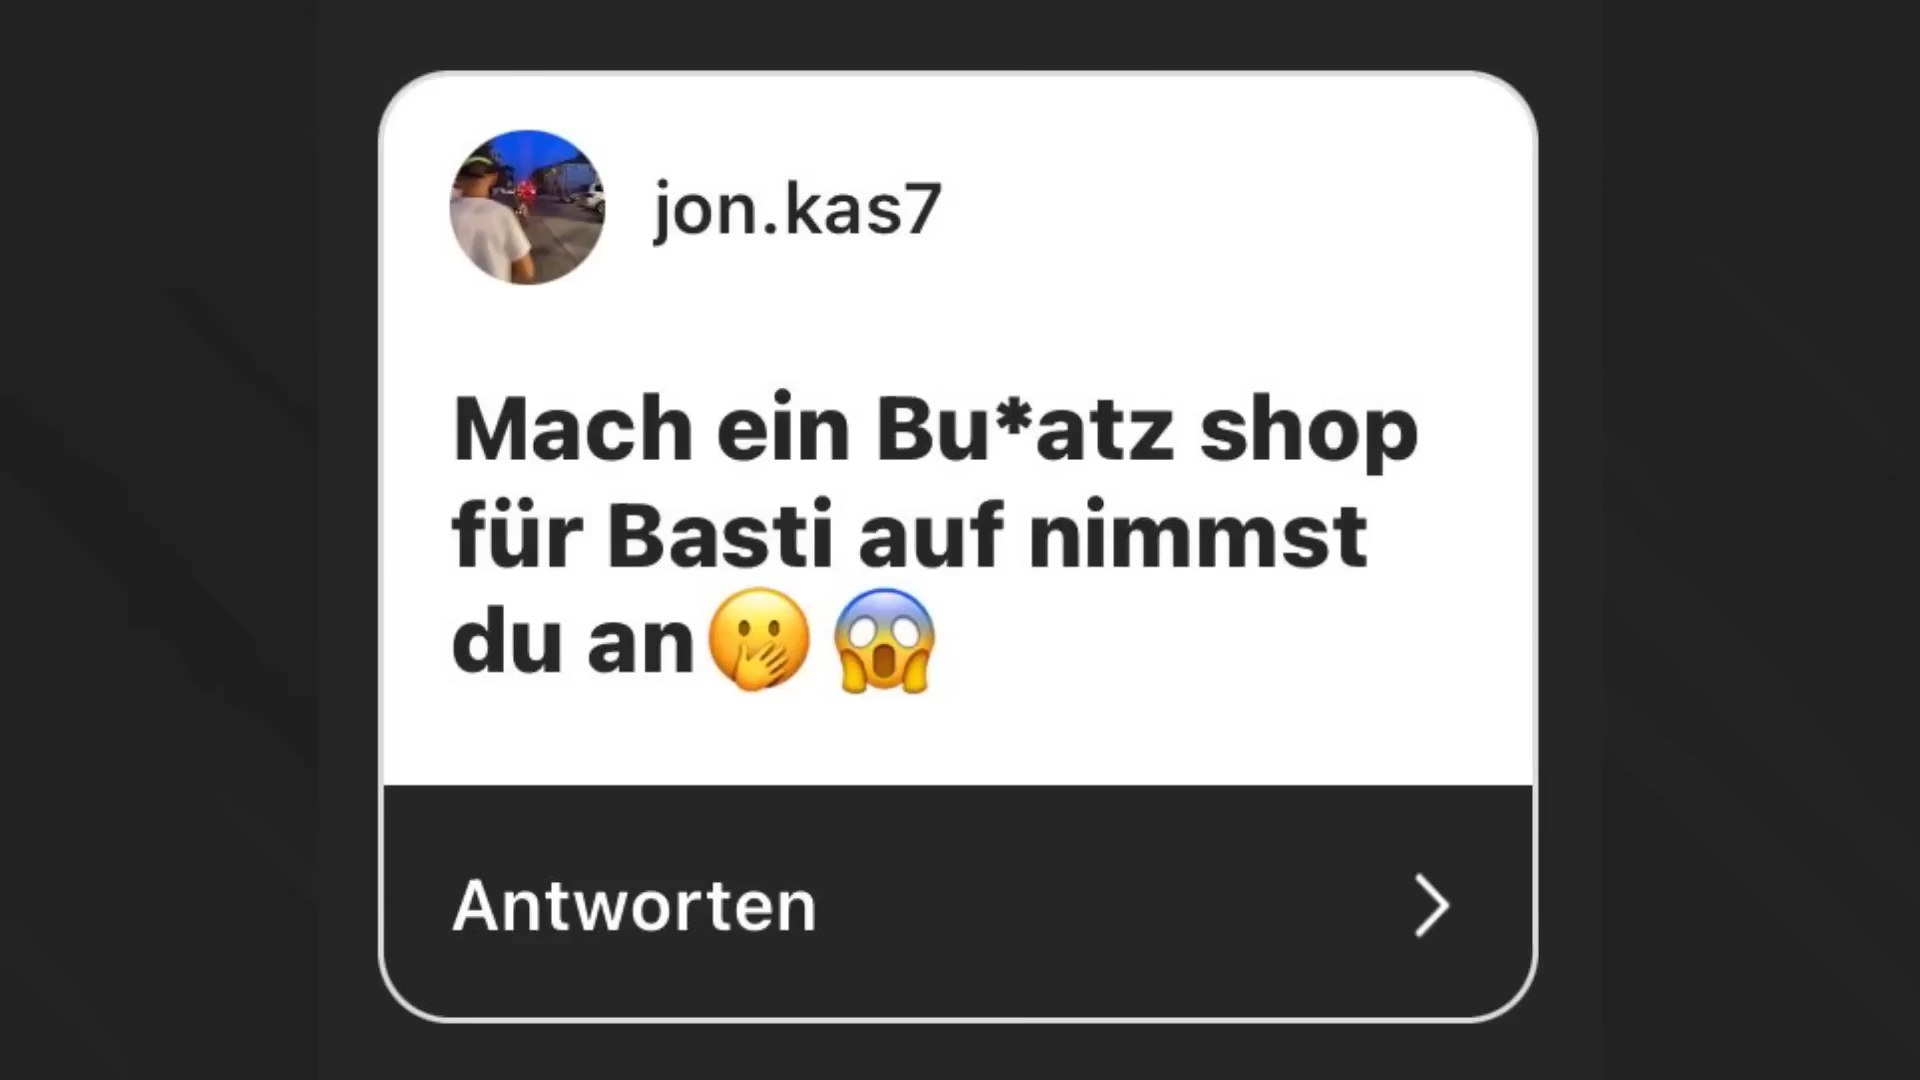 jon.kas7
Mach ein Bu*atz shop
für Basti auf nimmst
du an🫢😱
Antworten